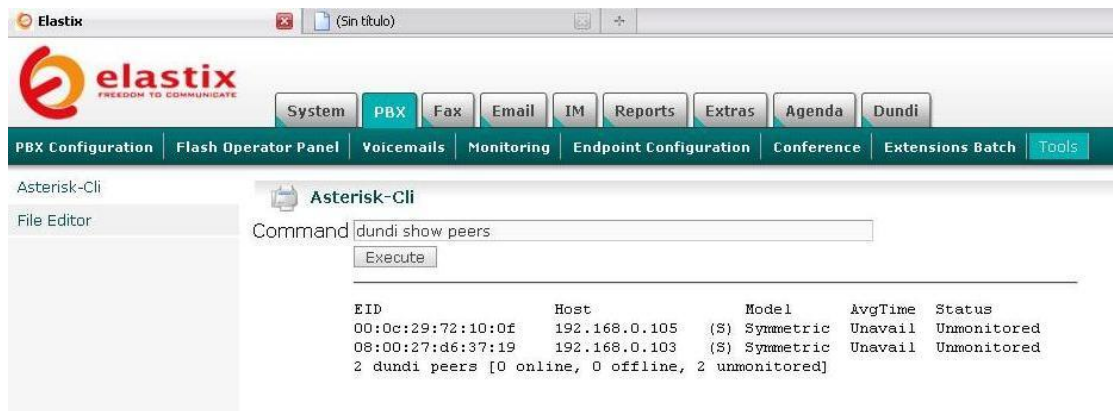 Elastix
(Sin título)
elastix
FREEDOM TO COMMUNICATE
System PBX Fax Email IM Reports Extras Agenda Dundi
PBX Configuration Flash Operator Panel Voicemails Monitoring Endpoint Configuration Conference Extensions Batch Tools
Asterisk-Cli
File Editor
Asterisk-Cli
Command dundi show peers
Execute
EID Host Model AvgTime Status
00:0c:29:72:10:0f 192.168.0.105 (S) Symmetric Unavail Unmonitored
08:00:27:d6:37:19 192.168.0.103 (S) Symmetric Unavail Unmonitored
2 dundi peers [0 online, 0 offline, 2 unmonitored]